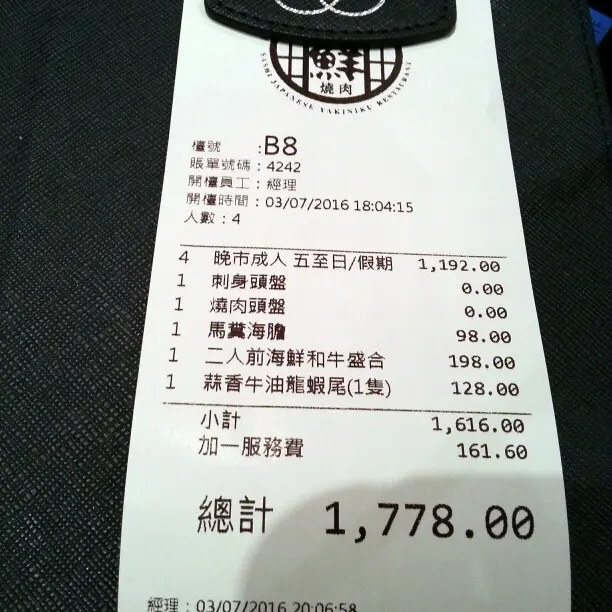 鮮
燒肉
JAPANESE YAKINIKU RESTAURANT
檯號 :B8
賬單號碼 : 4242
開檯員工 : 經理
開檯時間 : 03/07/2016 18:04:15
人數 : 4
4 晚市成人 五至日/假期 1,192.00
1 刺身頭盤 0.00
1 燒肉頭盤 0.00
1 馬糞海膽 98.00
1 二人前海鮮和牛盛合 198.00
1 蒜香牛油龍蝦尾(1隻) 128.00
小計 1,616.00
加一服務費 161.60
總計 1,778.00
經理 : 03/07/2016 20:06:58